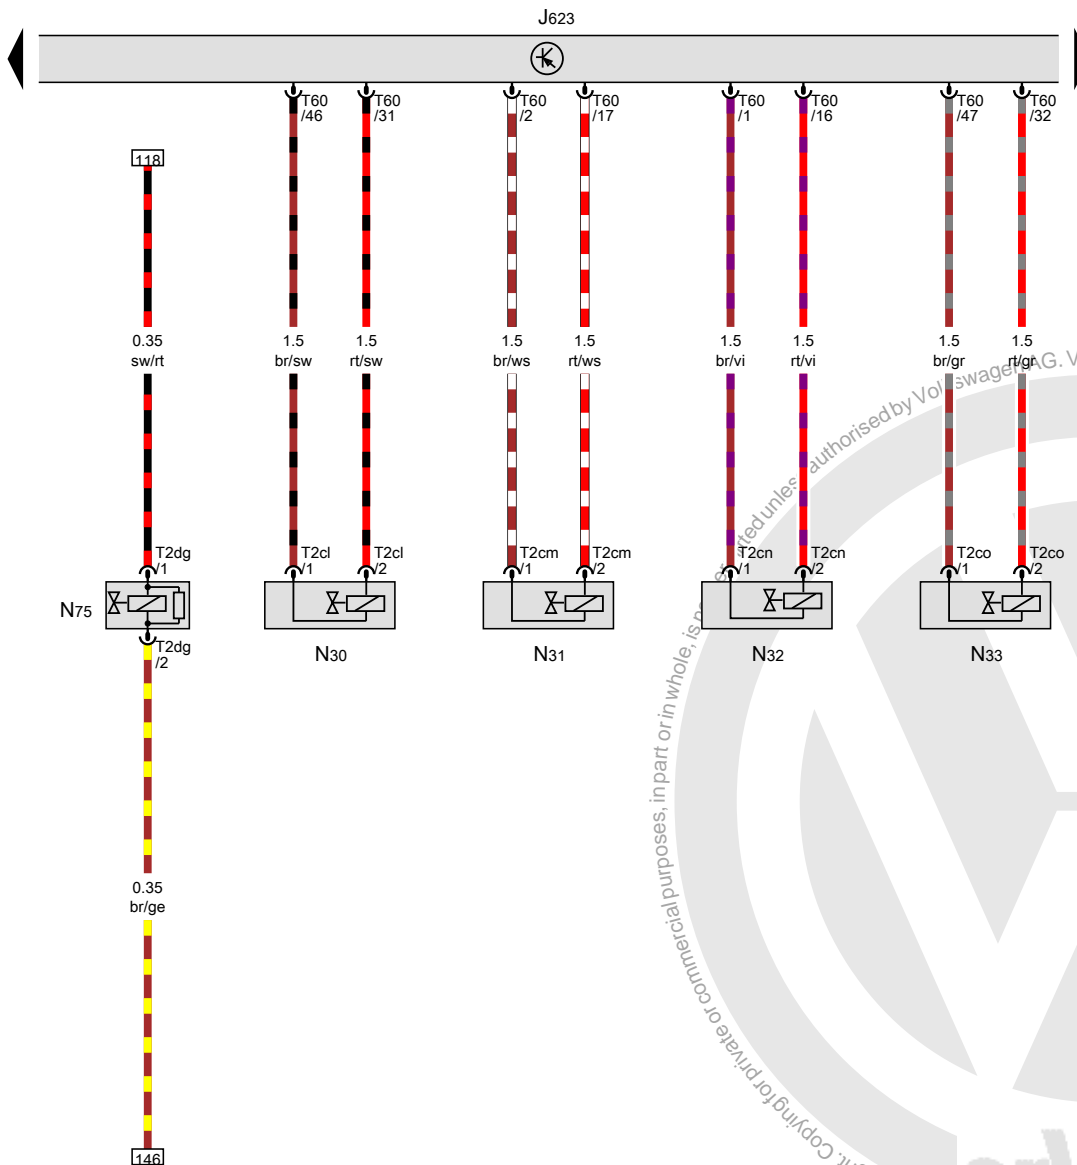 J623
T60 /46
T60 /31
T60 /2
T60 /17
T60 /1
T60 /16
T60 /47
T60 /32
118
0.35 sw/rt
1.5 br/sw
1.5 rt/sw
1.5 br/ws
1.5 rt/ws
1.5 br/vi
1.5 rt/vi
1.5 br/gr
1.5 rt/gr
T2dg /1
T2cl /1
T2cl /2
T2cm /1
T2cm /2
T2cn /1
T2cn /2
T2co /1
T2co /2
N75
T2dg /2
N30
N31
N32
N33
0.35 br/ge
146
Copying for private or commercial purposes, in part or in whole, is
authorised by Volkswagen AG. V